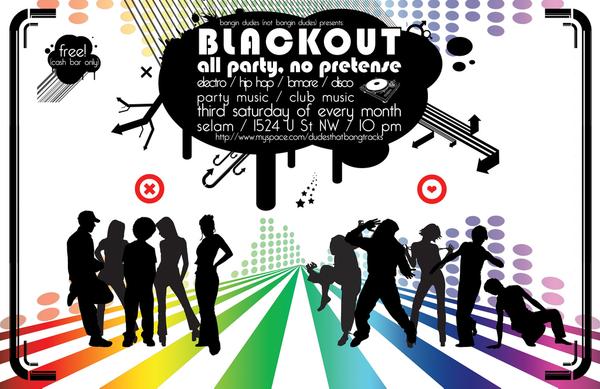 bangin dudes (not bangin dudes) presents
BLACKOUT
all party, no pretense
electro / hip hop / bmore / disco
party music / club music
third saturday of every month
selam / 1524 U St NW / 10 pm
http://www.myspace.com/dudesthatbangtracks
free!
(cash bar only)